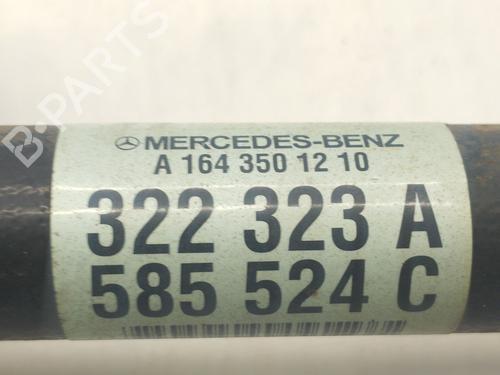 B-PARTS
MERCEDES-BENZ
A 164 350 12 10
322 323 A
585 524 C